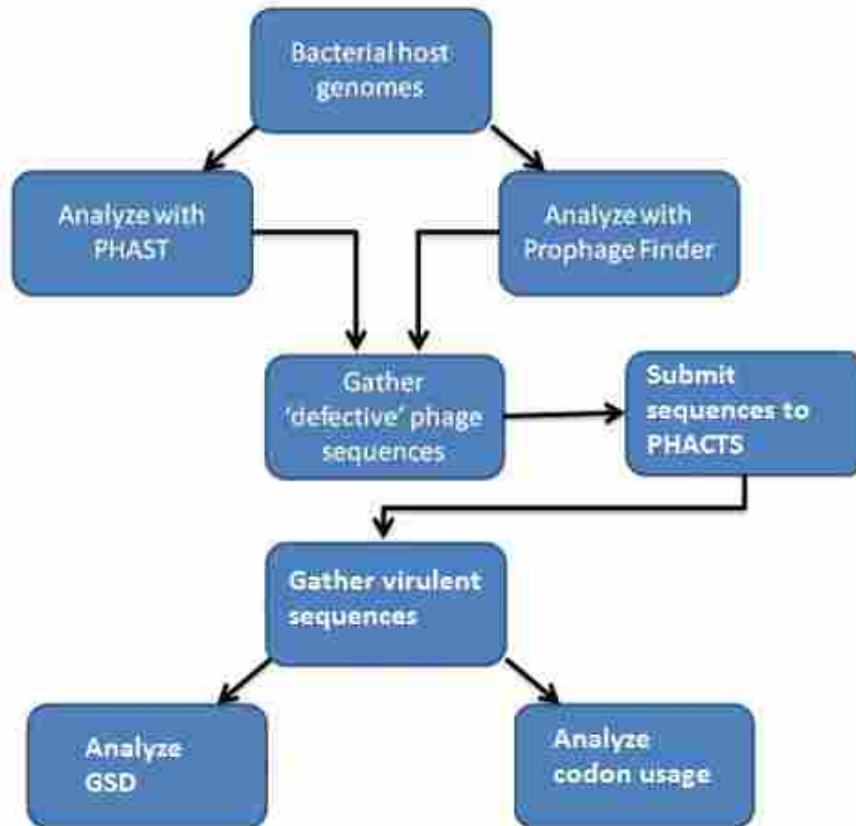 Bacterial host
genomes
Analyze with
PHAST
Analyze with
Prophage Finder
Gather
'defective' phage
sequences
Submit
sequences to
PHACTS
Gather virulent
sequences
Analyze
GSD
Analyze
codon usage